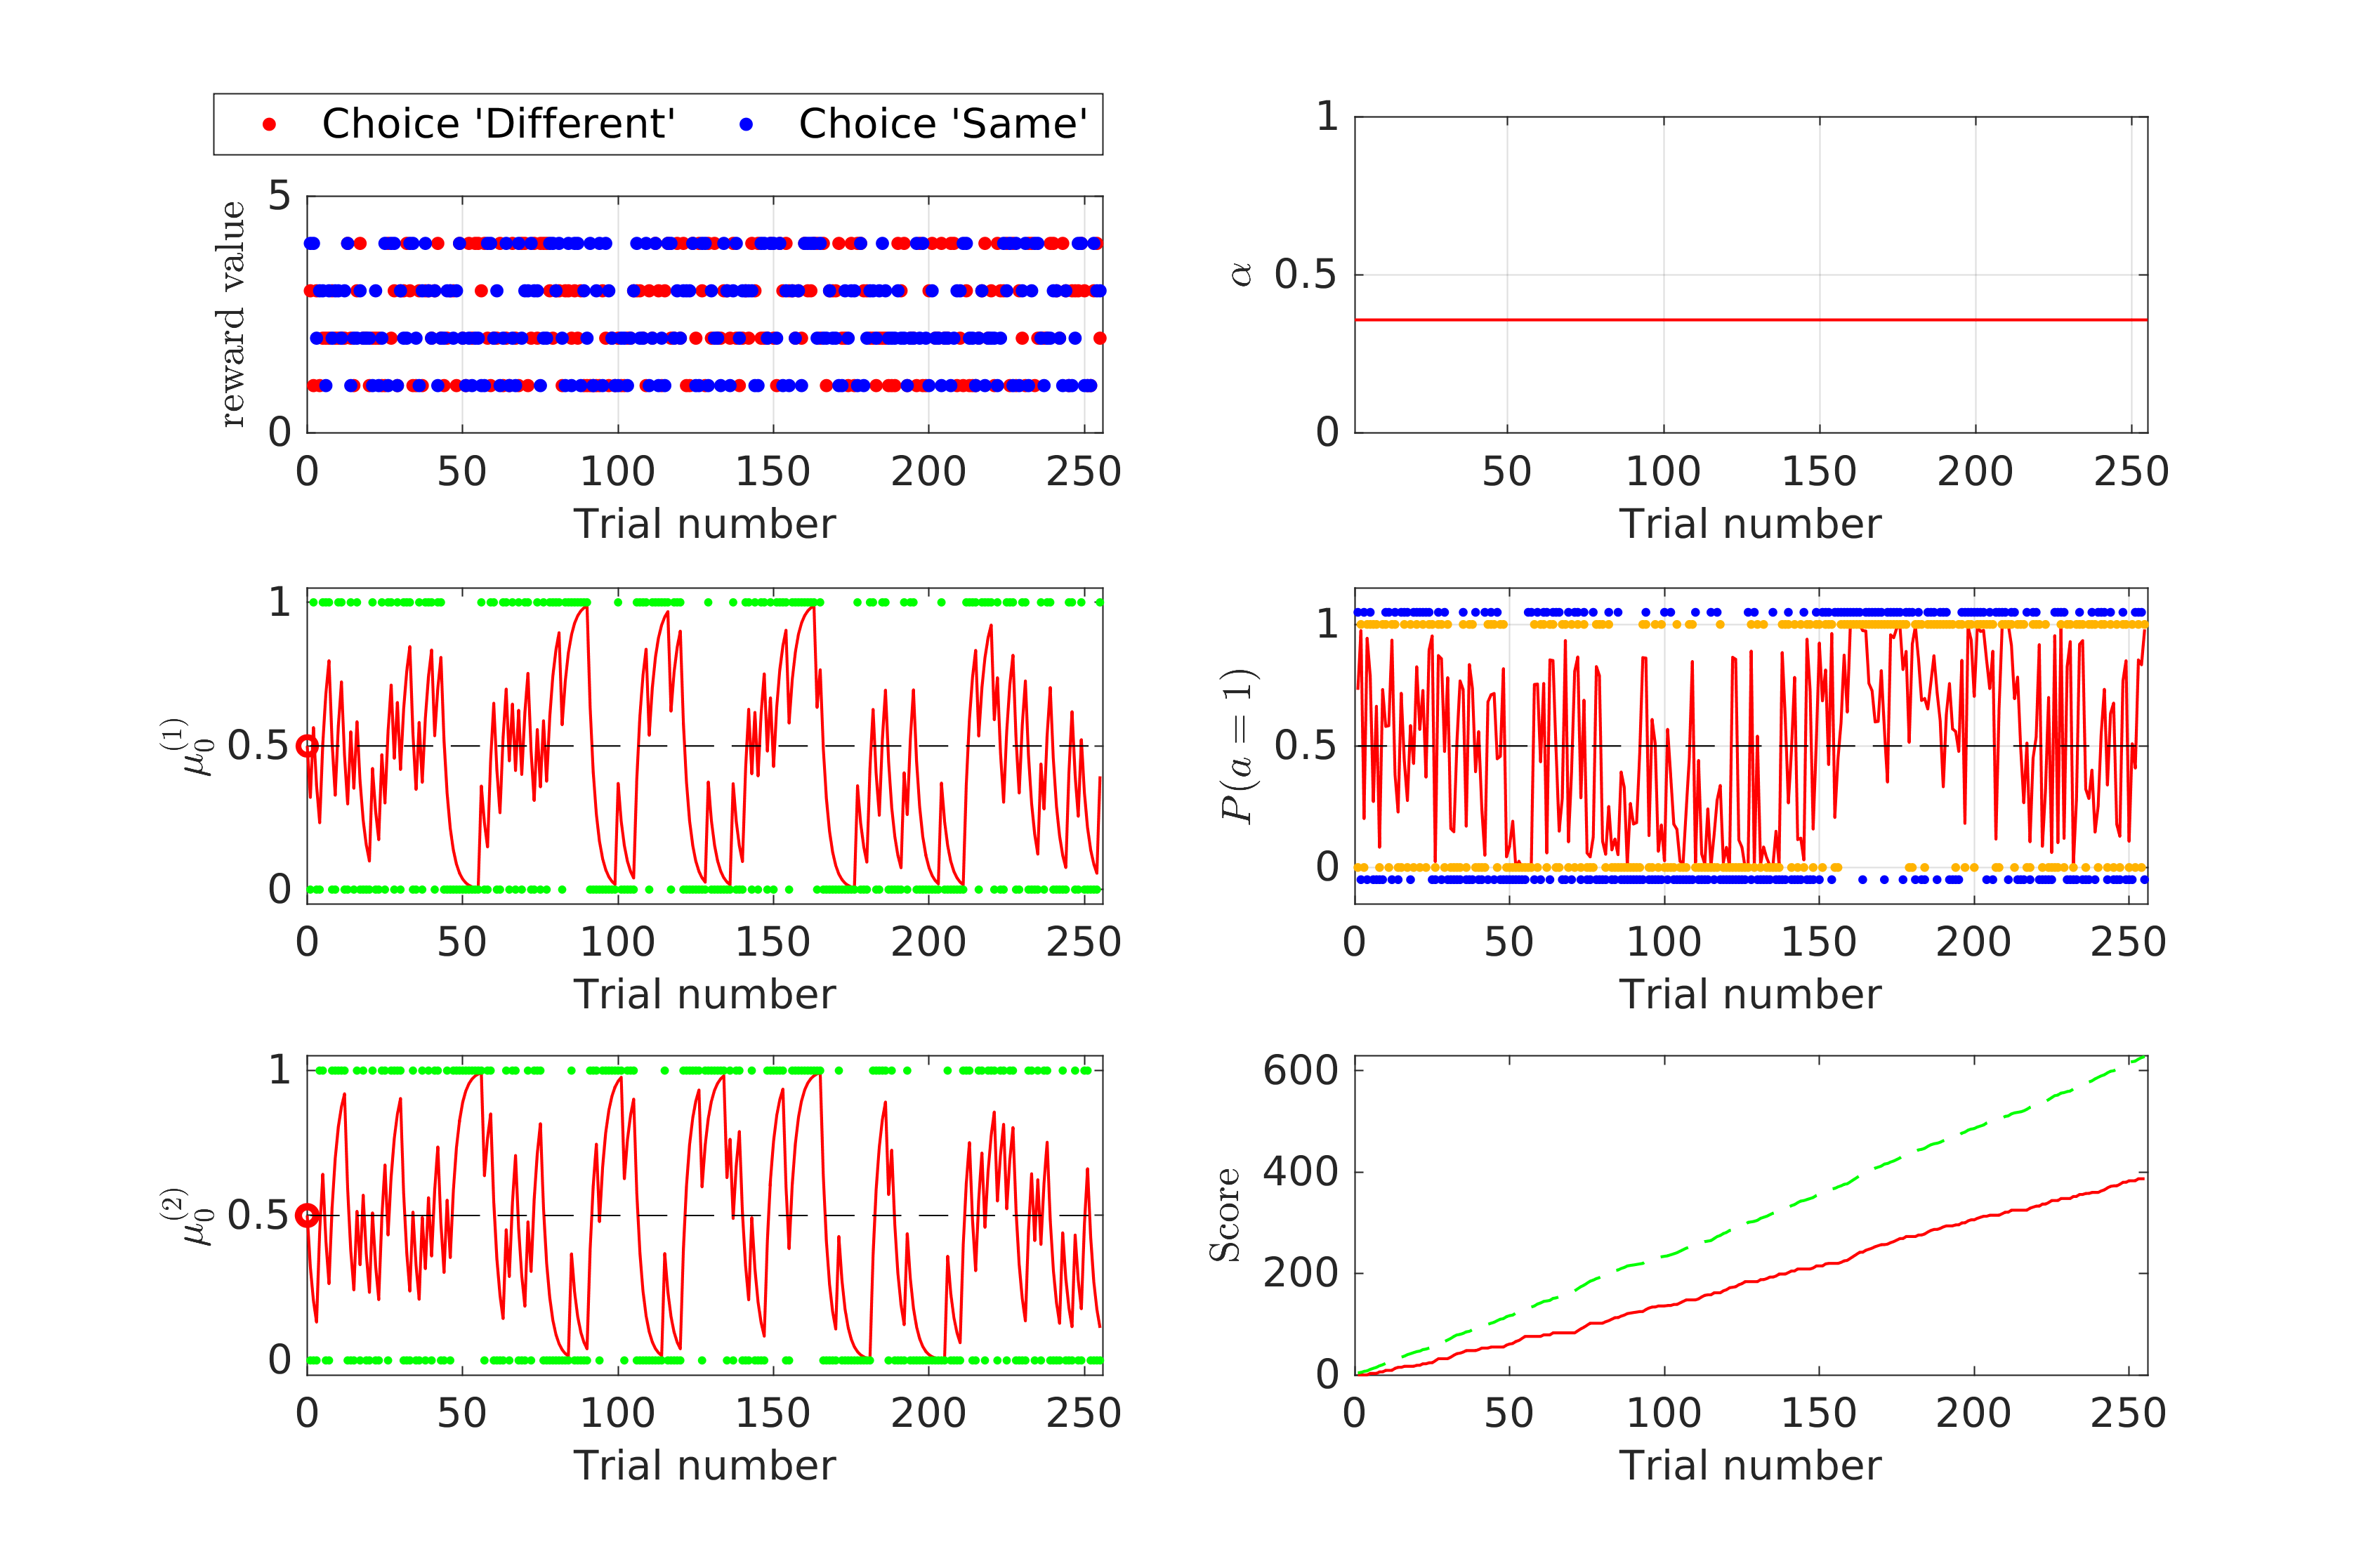 Choice 'Different' Choice 'Same'
5
0
reward value
0 50 100 150 200 250
Trial number
1
0.5
0
α
50 100 150 200 250
Trial number
1
0.5
0
μ₀⁽¹⁾
0 50 100 150 200 250
Trial number
1
0.5
0
P(a = 1)
0 50 100 150 200 250
Trial number
1
0.5
0
μ₀⁽²⁾
0 50 100 150 200 250
Trial number
600
400
200
0
Score
0 50 100 150 200 250
Trial number